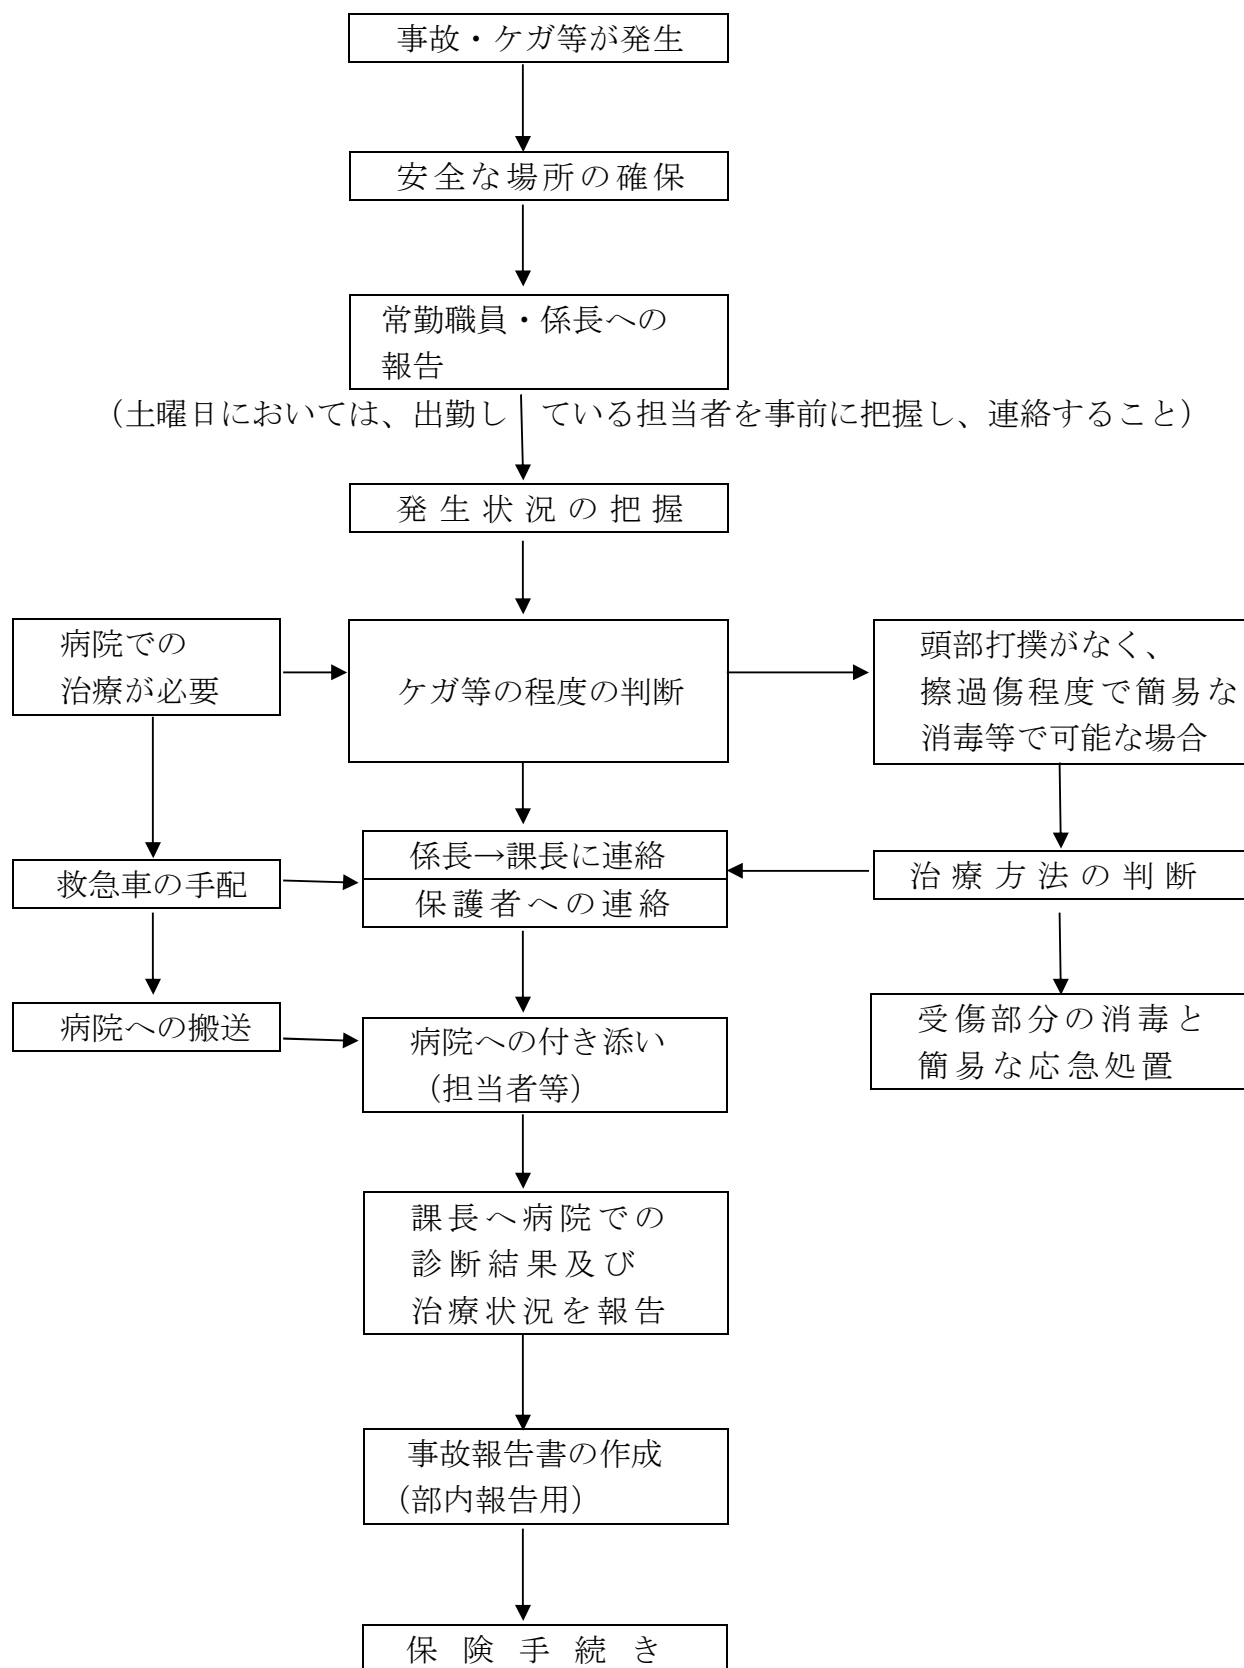 事故・ケガ等が発生
安全な場所の確保
常勤職員・係長への
報告
（土曜日においては、出勤している担当者を事前に把握し、連絡すること）
発生状況の把握
病院での
治療が必要
ケガ等の程度の判断
頭部打撲がなく、
擦過傷程度で簡易な
消毒等で可能な場合
係長→課長に連絡
保護者への連絡
救急車の手配
治療方法の判断
病院への搬送
病院への付き添い
（担当者等）
受傷部分の消毒と
簡易な応急処置
課長へ病院での
診断結果及び
治療状況を報告
事故報告書の作成
（部内報告用）
保険手続き